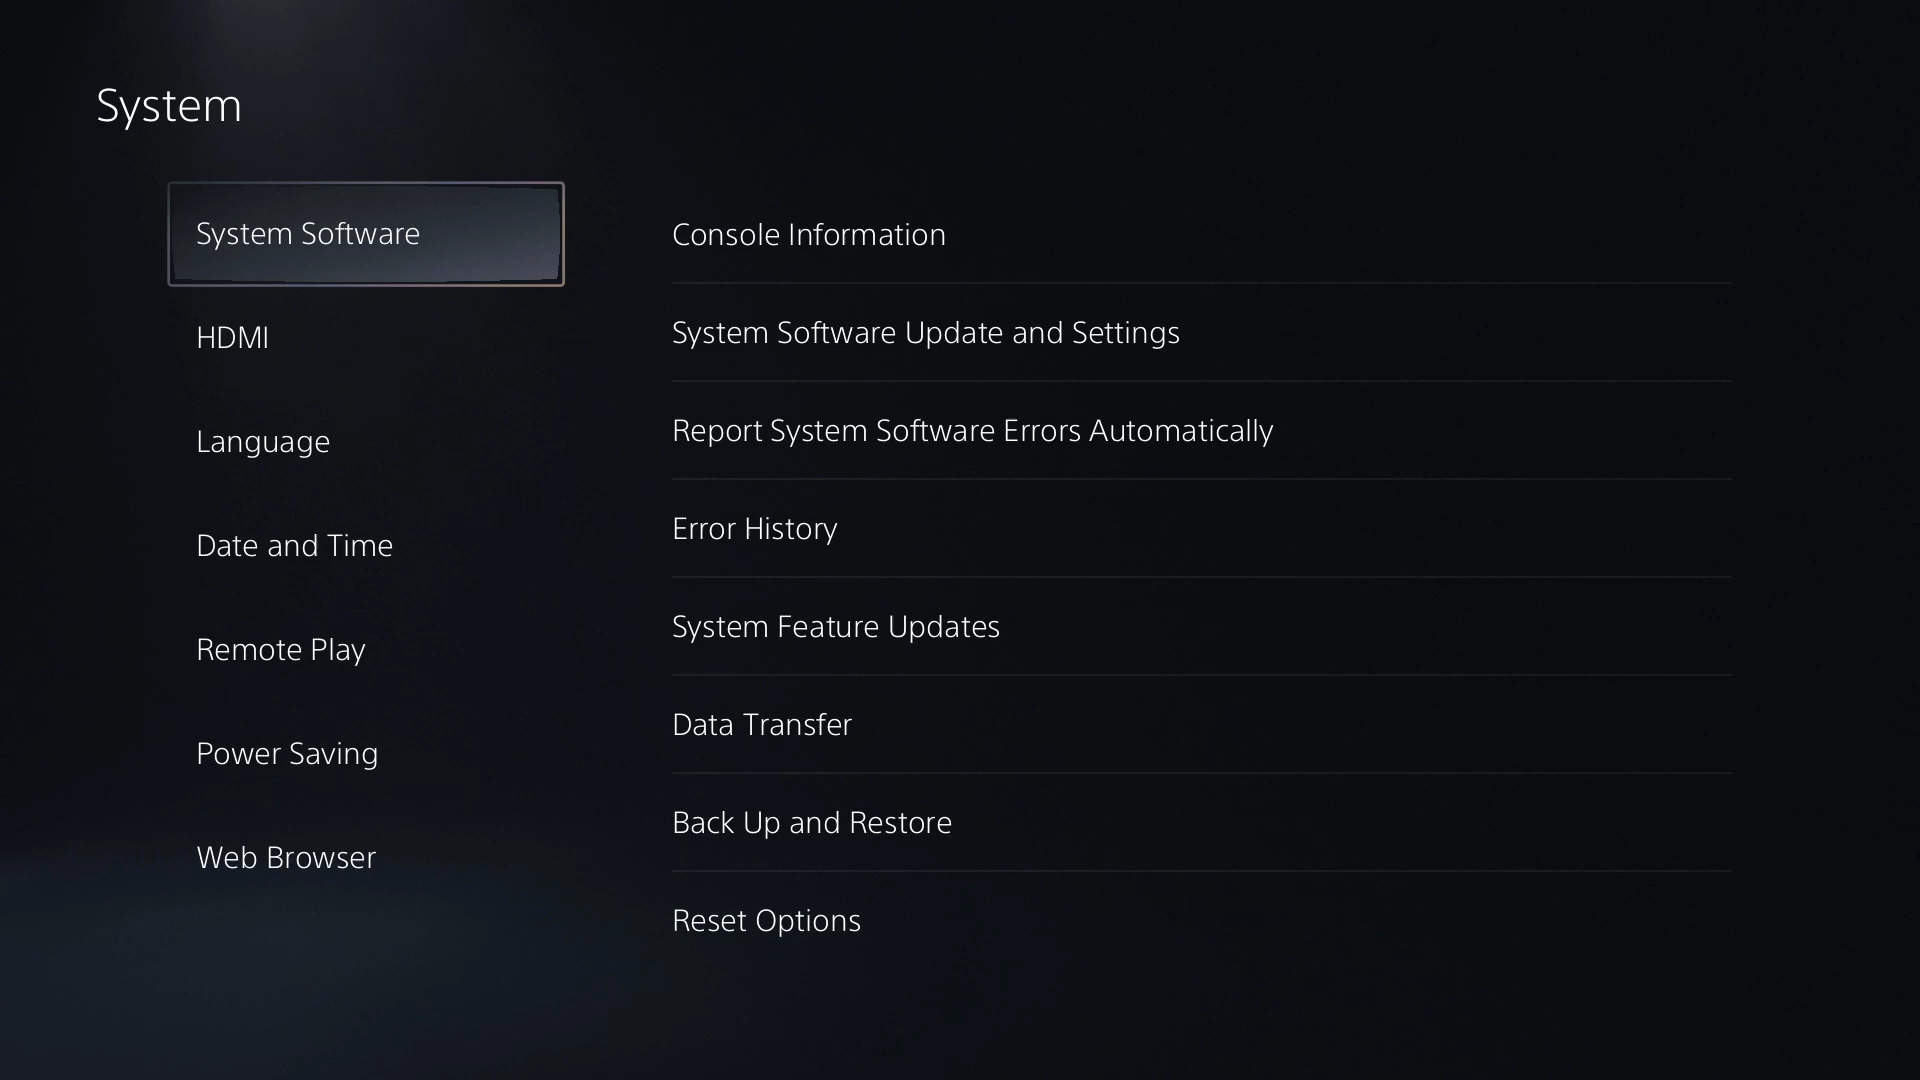 System
System Software
HDMI
Language
Date and Time
Remote Play
Power Saving
Web Browser
Console Information
System Software Update and Settings
Report System Software Errors Automatically
Error History
System Feature Updates
Data Transfer
Back Up and Restore
Reset Options